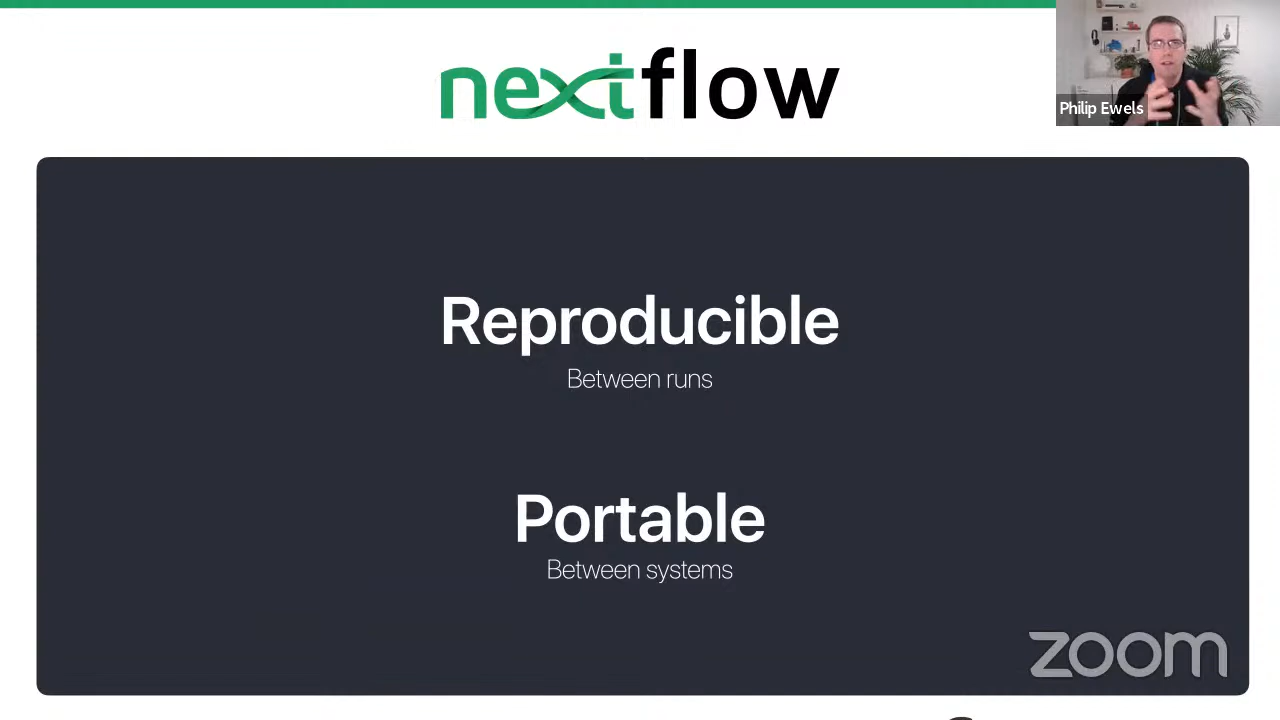 nextflow
Philip Ewels
Reproducible
Between runs
Portable
Between systems
zoom